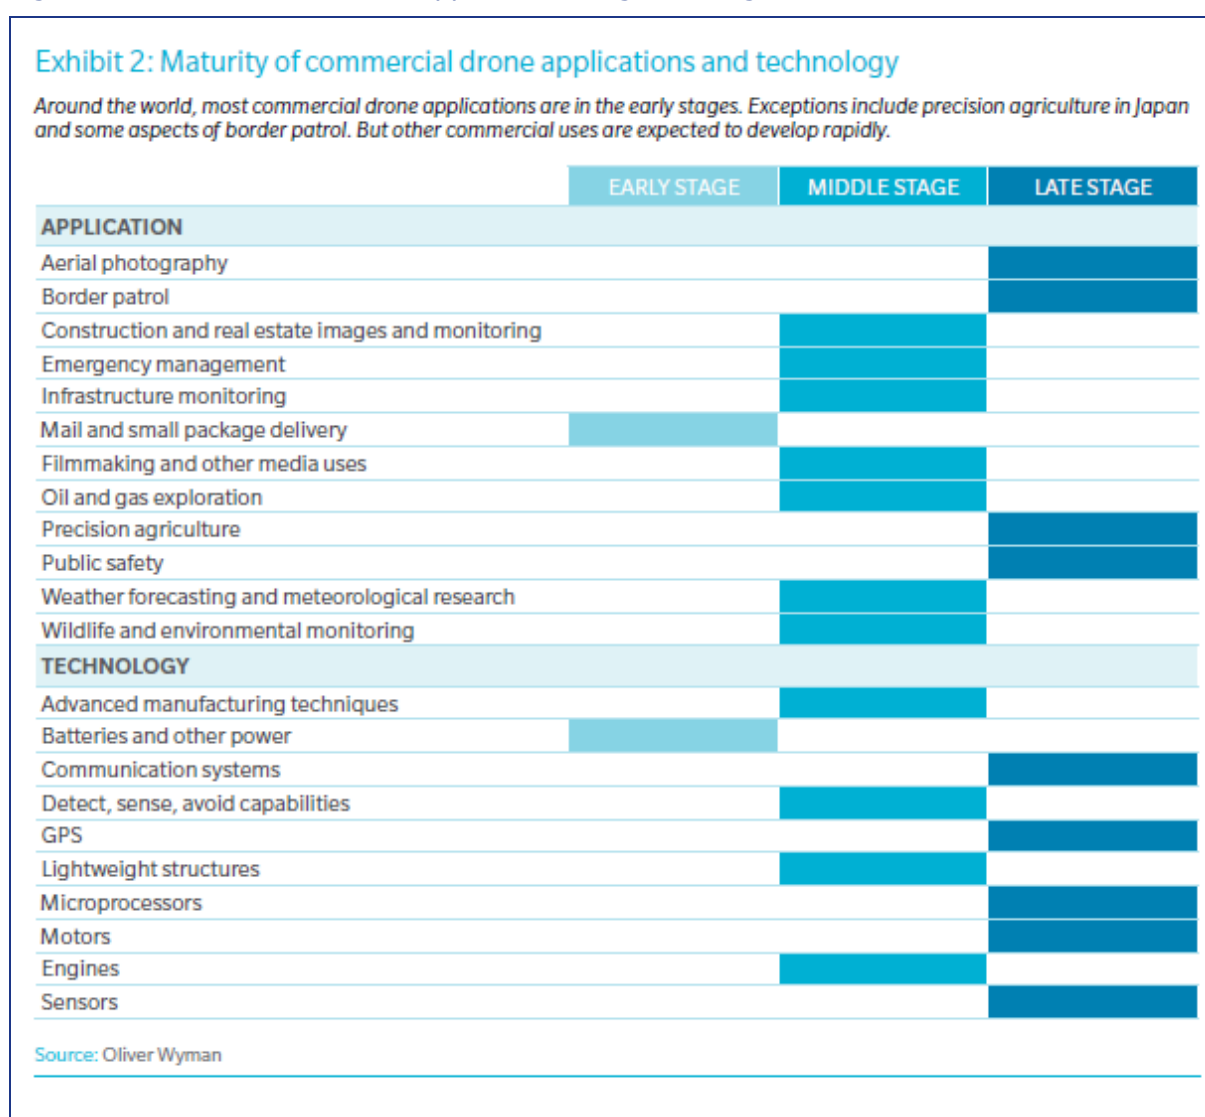 Exhibit 2: Maturity of commercial drone applications and technology
Around the world, most commercial drone applications are in the early stages. Exceptions include precision agriculture in Japan
and some aspects of border patrol. But other commercial uses are expected to develop rapidly.
EARLY STAGE MIDDLE STAGE LATE STAGE
APPLICATION
Aerial photography
Border patrol
Construction and real estate images and monitoring
Emergency management
Infrastructure monitoring
Mail and small package delivery
Filmmaking and other media uses
Oil and gas exploration
Precision agriculture
Public safety
Weather forecasting and meteorological research
Wildlife and environmental monitoring
TECHNOLOGY
Advanced manufacturing techniques
Batteries and other power
Communication systems
Detect, sense, avoid capabilities
GPS
Lightweight structures
Microprocessors
Motors
Engines
Sensors
Source: Oliver Wyman